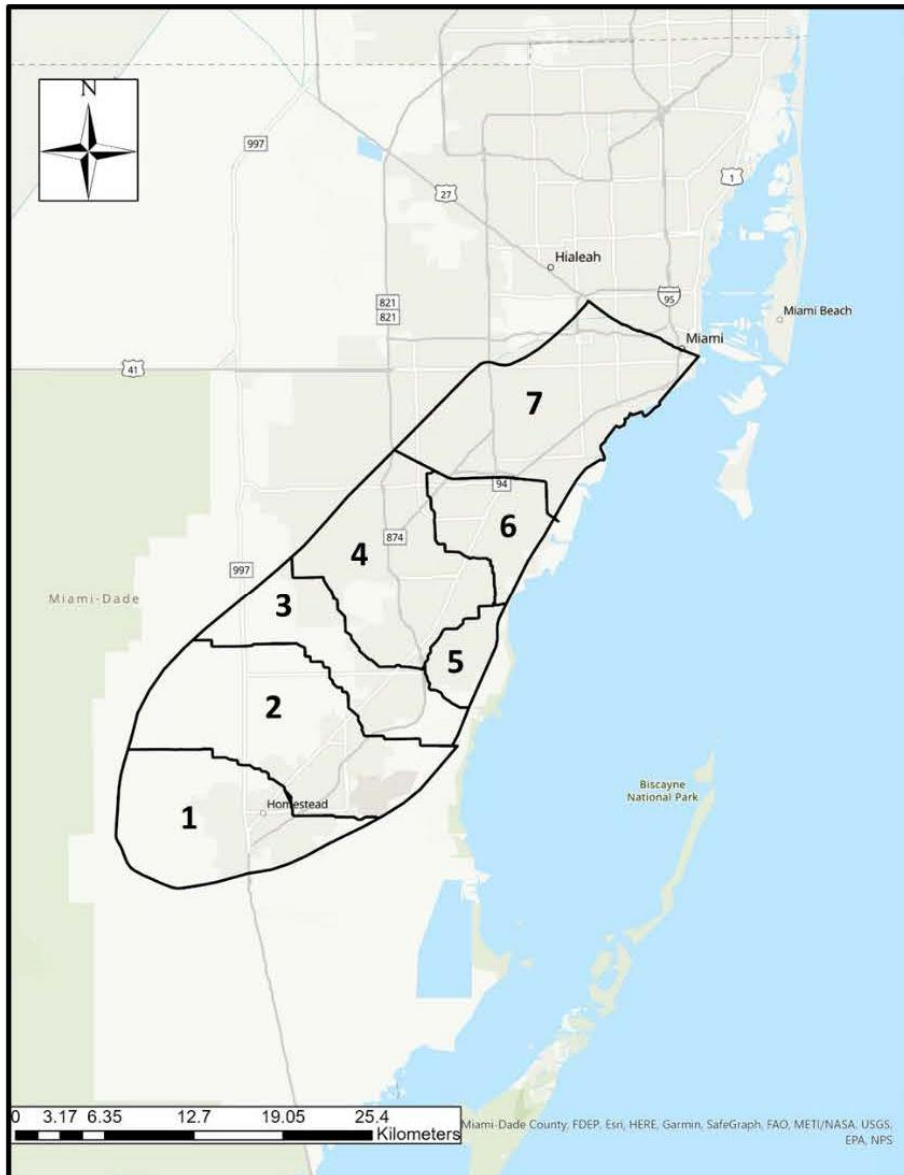 N
997
1
27
Hialeah
821
821
95
Miami Beach
Miami
41
7
94
6
874
4
997
Miami-Dade
3
5
2
Biscayne
National Park
Homestead
1
0 3.17 6.35 12.7 19.05 25.4
Kilometers
Miami-Dade County, FDEP, Esri, HERE, Garmin, SafeGraph, FAO, METI/NASA, USGS,
EPA, NPS